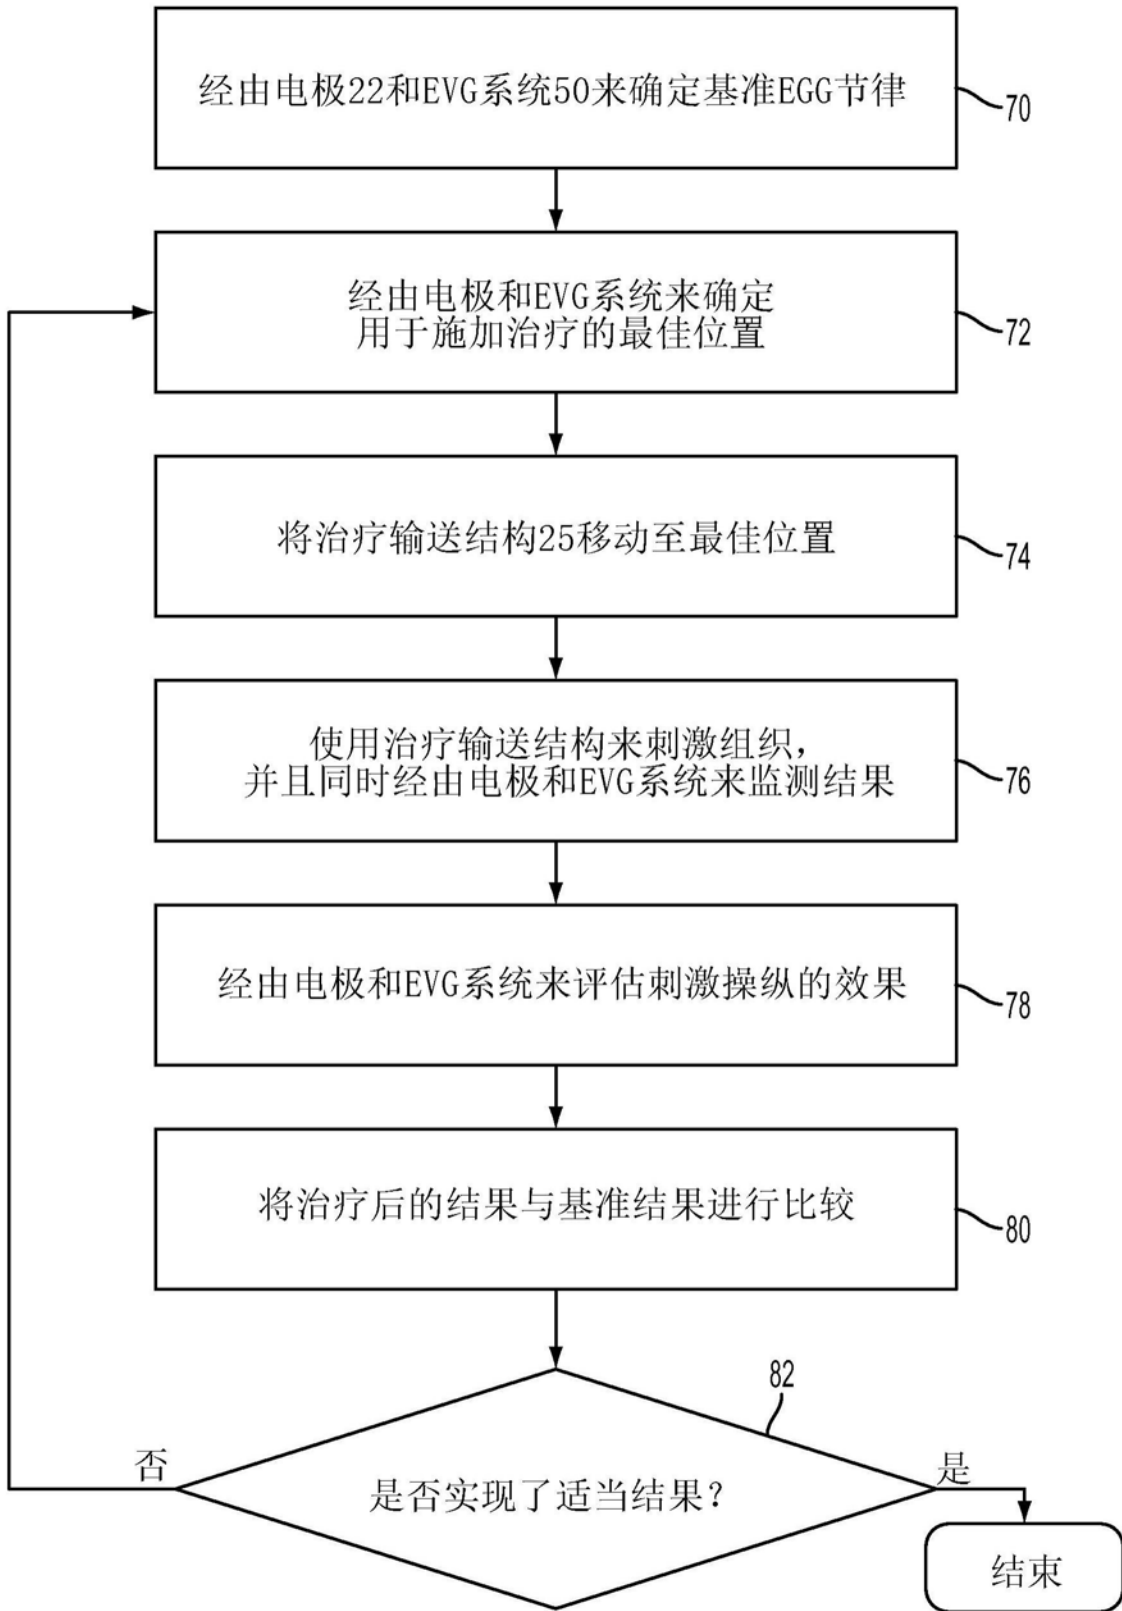 经由电极22和EVG系统50来确定基准EGG节律
70
经由电极和EVG系统来确定
用于施加治疗的最佳位置
72
将治疗输送结构25移动至最佳位置
74
使用治疗输送结构来刺激组织，
并且同时经由电极和EVG系统来监测结果
76
经由电极和EVG系统来评估刺激操纵的效果
78
将治疗后的结果与基准结果进行比较
80
82
否
是否实现了适当结果？
是
结束